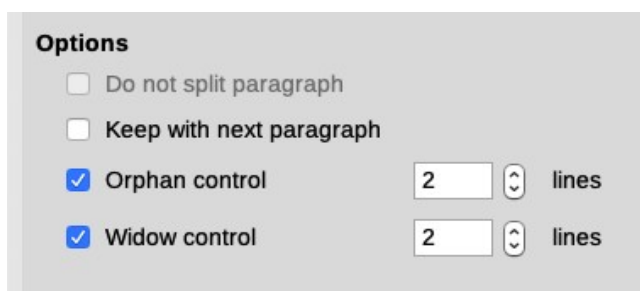 Options
Do not split paragraph
Keep with next paragraph
Orphan control 2 lines
Widow control 2 lines